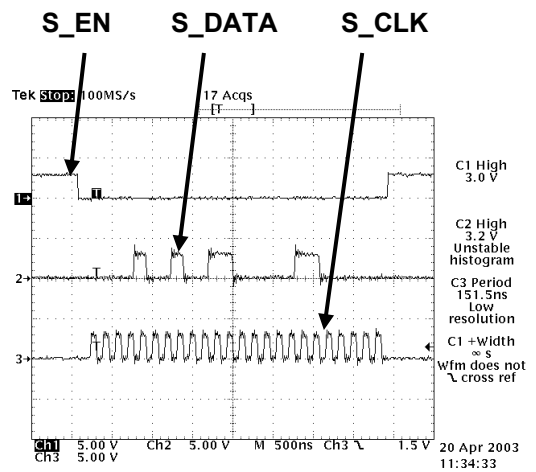 S_EN S_DATA S_CLK
Tek Stop: 100MS/s 17 Acqs
[T ]
C1 High
3.0 V
1→
T
C2 High
3.2 V
Unstable
histogram
2→
T
C3 Period
151.5ns
Low
resolution
3→
T
C1 +Width
∞ s
Wfm does not
cross ref
Ch1 5.00 V Ch2 5.00 V M 500ns Ch3 1.5 V
Ch3 5.00 V
20 Apr 2003
11:34:33